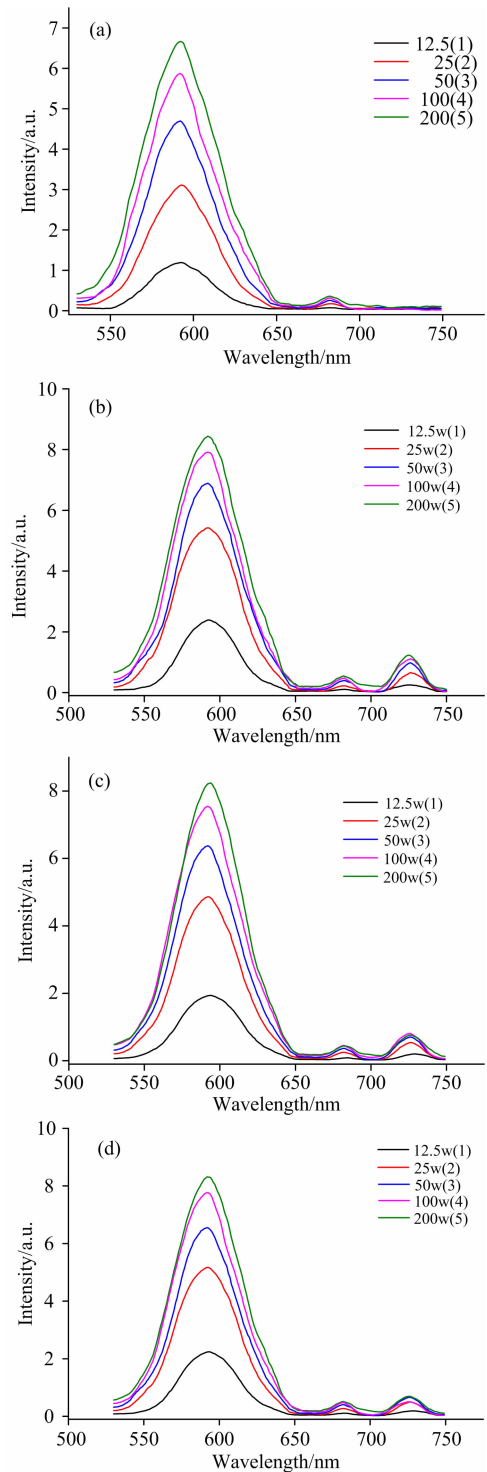 (a)
12.5(1)
25(2)
50(3)
100(4)
200(5)
Intensity/a.u.
7
6
5
4
3
2
1
0
550 600 650 700 750
Wavelength/nm
(b)
12.5w(1)
25w(2)
50w(3)
100w(4)
200w(5)
Intensity/a.u.
10
8
6
4
2
0
500 550 600 650 700 750
Wavelength/nm
(c)
12.5w(1)
25w(2)
50w(3)
100w(4)
200w(5)
Intensity/a.u.
8
6
4
2
0
500 550 600 650 700 750
Wavelength/nm
(d)
12.5w(1)
25w(2)
50w(3)
100w(4)
200w(5)
Intensity/a.u.
10
8
6
4
2
0
500 550 600 650 700 750
Wavelength/nm